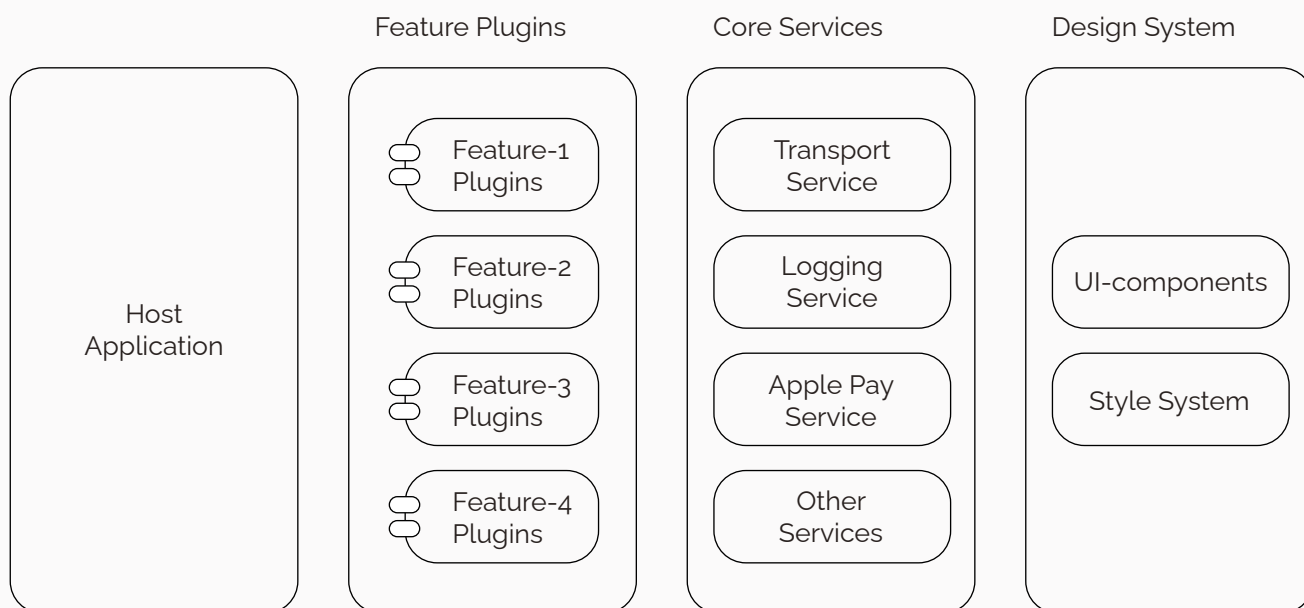 Feature Plugins
Core Services
Design System
Host
Application
Feature-1
Plugins
Feature-2
Plugins
Feature-3
Plugins
Feature-4
Plugins
Transport
Service
Logging
Service
Apple Pay
Service
Other
Services
UI-components
Style System